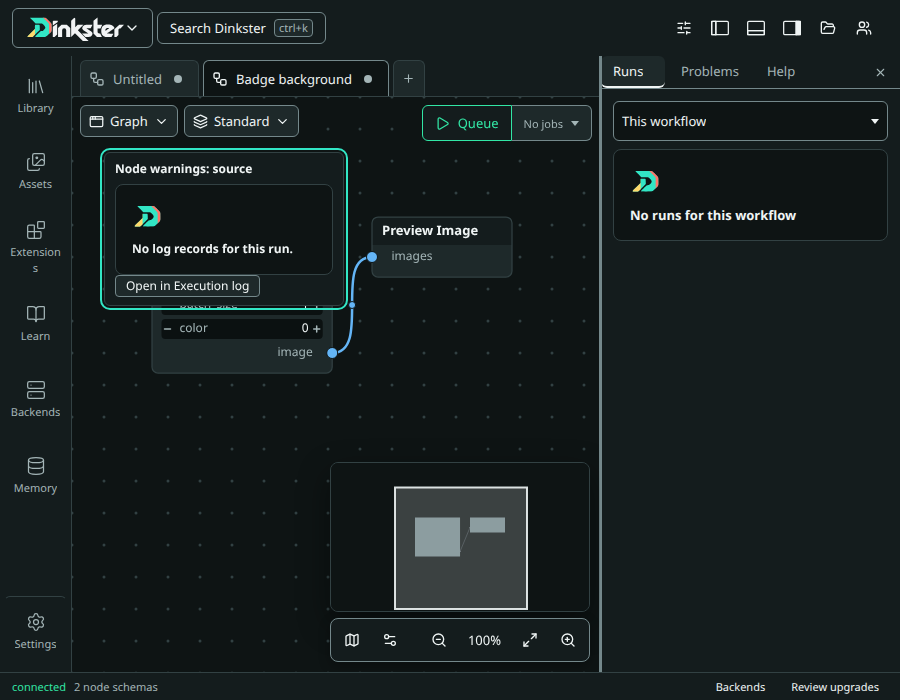 Dinkster
Search Dinkster ctrl+k
Untitled
Badge background
+
Runs
Problems
Help
Library
Assets
Extension
s
Learn
Backends
Memory
Settings
Graph
Standard
Queue
No jobs
This workflow
No runs for this workflow
Node warnings: source
No log records for this run.
Open in Execution log
Preview Image
images
color 0 +
image
100%
connected 2 node schemas
Backends
Review upgrades